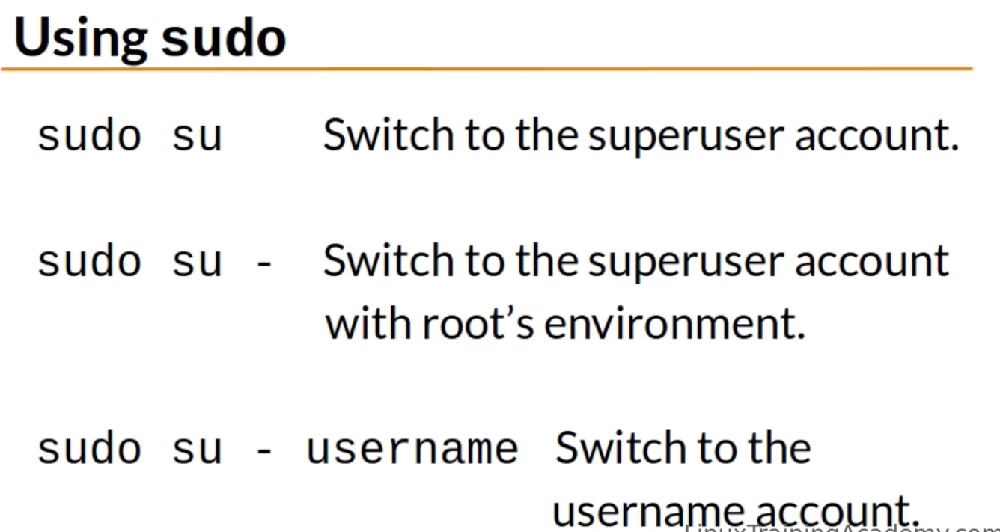 Using sudo
sudo su Switch to the superuser account.
sudo su - Switch to the superuser account
with root’s environment.
sudo su - username Switch to the
username account.
LinuxTrainingAcademy.com